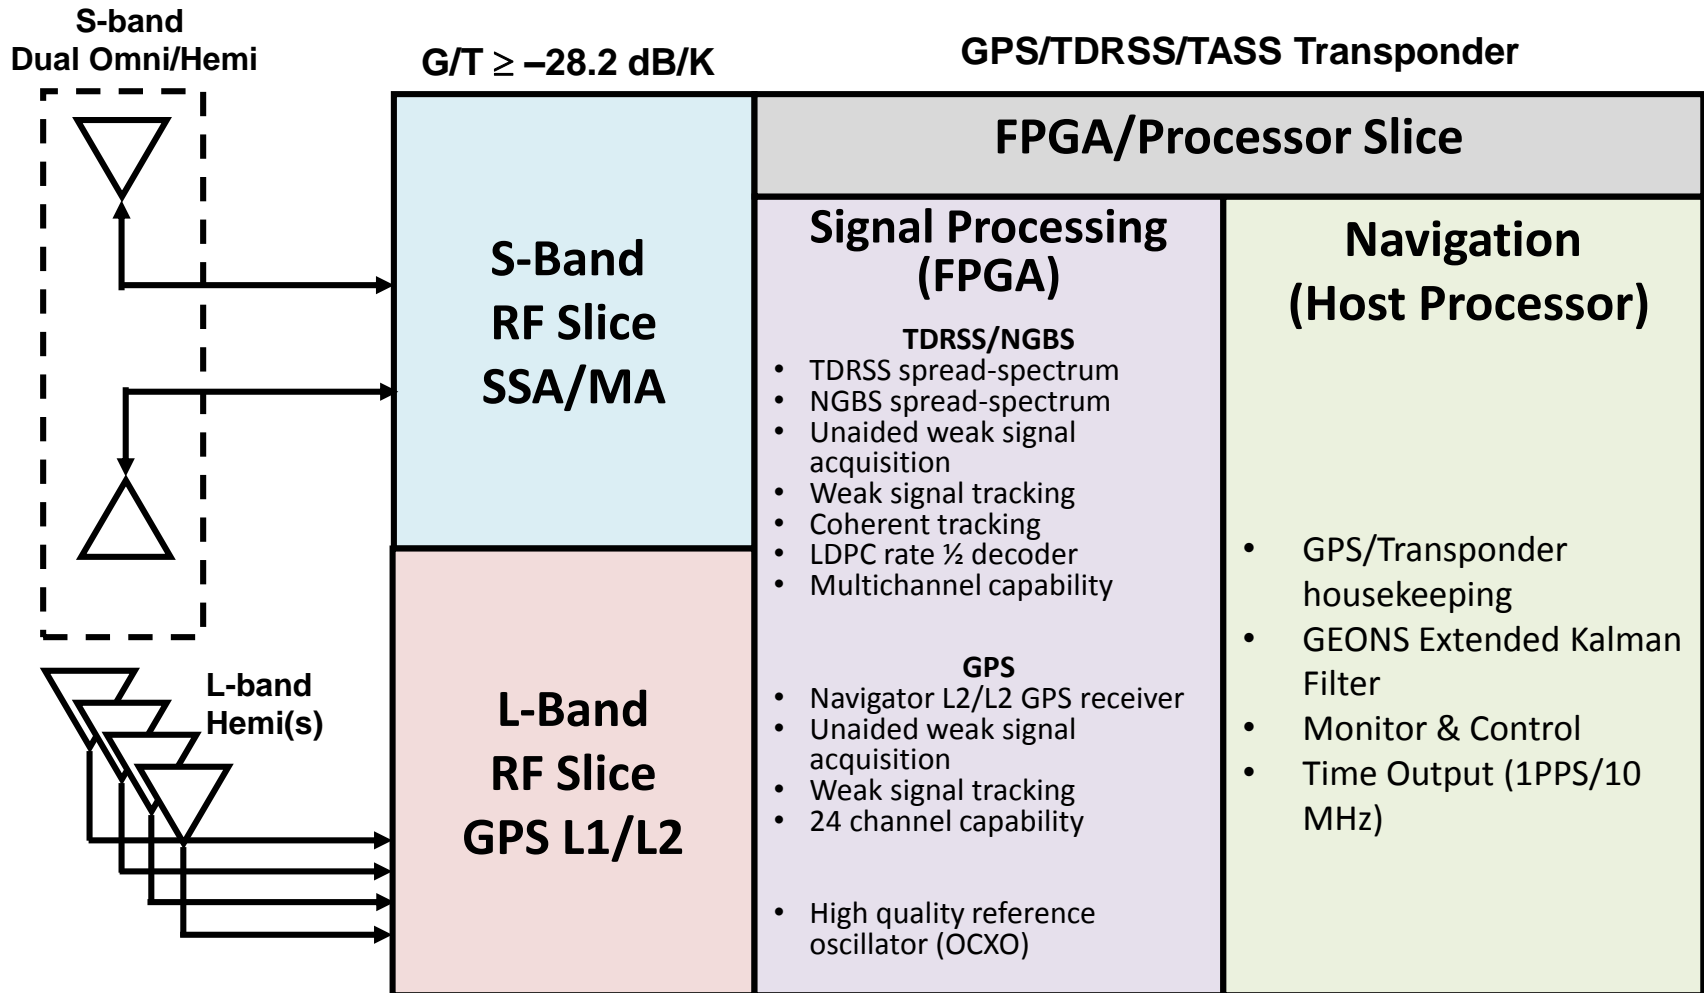 S-band
Dual Omni/Hemi
G/T ≥ –28.2 dB/K
GPS/TDRSS/TASS Transponder
FPGA/Processor Slice
S-Band
RF Slice
SSA/MA
L-band
Hemi(s)
L-Band
RF Slice
GPS L1/L2
Signal Processing
(FPGA)
TDRSS/NGBS
• TDRSS spread-spectrum
• NGBS spread-spectrum
• Unaided weak signal
acquisition
• Weak signal tracking
• Coherent tracking
• LDPC rate ½ decoder
• Multichannel capability
GPS
• Navigator L2/L2 GPS receiver
• Unaided weak signal
acquisition
• Weak signal tracking
• 24 channel capability
• High quality reference
oscillator (OCXO)
Navigation
(Host Processor)
• GPS/Transponder
housekeeping
• GEONS Extended Kalman
Filter
• Monitor & Control
• Time Output (1PPS/10
MHz)